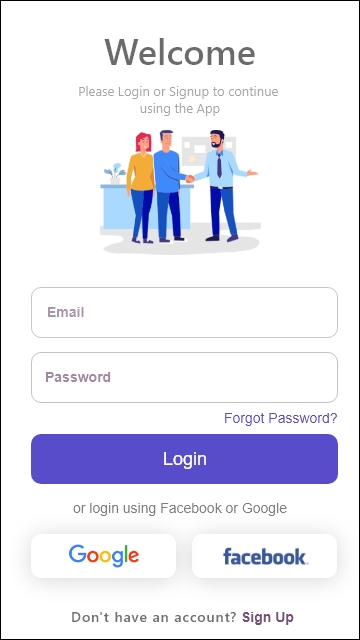 Welcome
Please Login or Signup to continue
using the App
Email
Password
Forgot Password?
Login
or login using Facebook or Google
Google
facebook.
Don't have an account? Sign Up